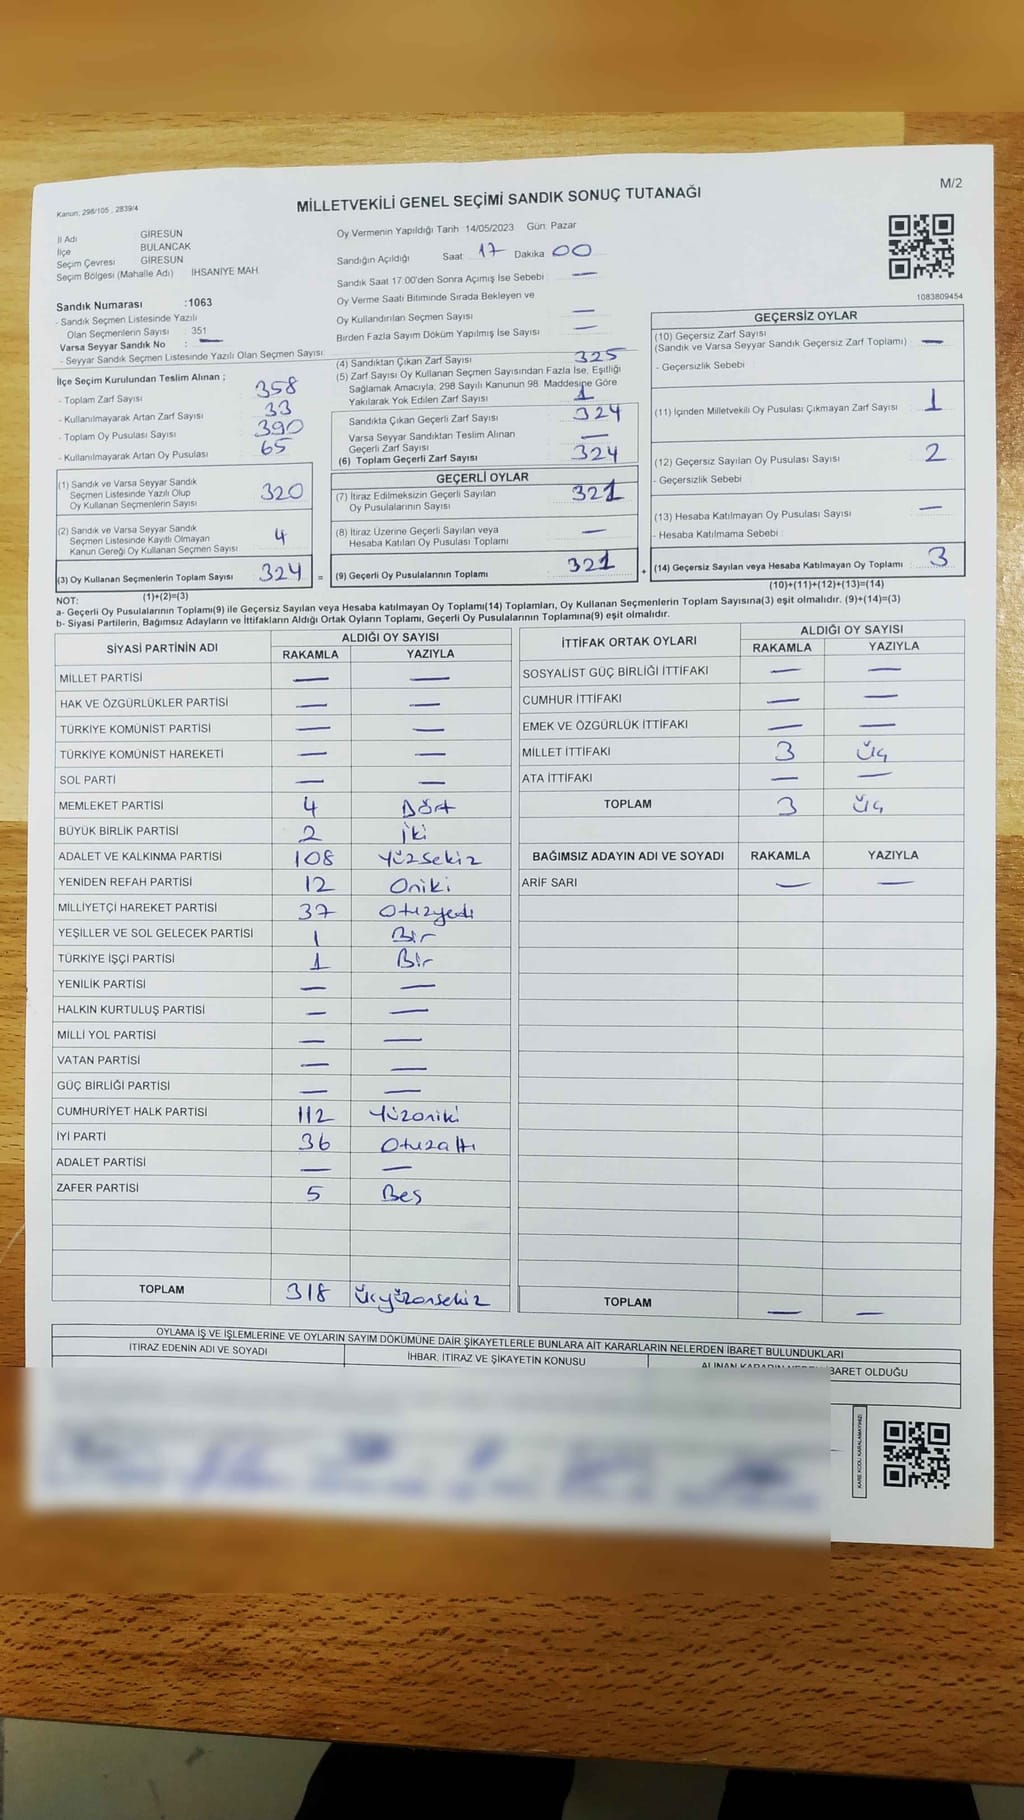 M/2
Kanun; 298/105 , 2839/4
MİLLETVEKİLİ GENEL SEÇİMİ SANDIK SONUÇ TUTANAĞI
İl Adı GİRESUN
İlçe BULANCAK
Seçim Çevresi GİRESUN
Seçim Bölgesi (Mahalle Adı) İHSANİYE MAH.
Sandık Numarası :1063
- Sandık Seçmen Listesinde Yazılı
Olan Seçmenlerin Sayısı : 351
Varsa Seyyar Sandık No : —
- Seyyar Sandık Seçmen Listesinde Yazılı Olan Seçmen Sayısı:
Oy Vermenin Yapıldığı Tarih 14/05/2023 Gün: Pazar
Sandığın Açıldığı Saat 17 Dakika 00
Sandık Saat 17:00'den Sonra Açımış İse Sebebi : —
Oy Verme Saati Bitiminde Sırada Bekleyen ve
Oy Kullandırılan Seçmen Sayısı —
Birden Fazla Sayım Döküm Yapılmış İse Sayısı —
1083809454
İlçe Seçim Kurulundan Teslim Alınan ;
- Toplam Zarf Sayısı 358
- Kullanılmayarak Artan Zarf Sayısı 33
- Toplam Oy Pusulası Sayısı 390
- Kullanılmayarak Artan Oy Pusulası 65
(1) Sandık ve Varsa Seyyar Sandık
Seçmen Listesinde Yazılı Olup
Oy Kullanan Seçmenlerin Sayısı 320
(2) Sandık ve Varsa Seyyar Sandık
Seçmen Listesinde Kayıtlı Olmayan
Kanun Gereği Oy Kullanan Seçmen Sayısı 4
(3) Oy Kullanan Seçmenlerin Toplam Sayısı 324 =
(1)+(2)=(3)
(4) Sandıktan Çıkan Zarf Sayısı 325
(5) Zarf Sayısı Oy Kullanan Seçmen Sayısından Fazla İse, Eşitliği
Sağlamak Amacıyla, 298 Sayılı Kanunun 98. Maddesine Göre
Yakılarak Yok Edilen Zarf Sayısı 1
Sandıkta Çıkan Geçerli Zarf Sayısı 324
Varsa Seyyar Sandıktan Teslim Alınan
Geçerli Zarf Sayısı —
(6) Toplam Geçerli Zarf Sayısı 324
GEÇERLİ OYLAR
(7) İtiraz Edilmeksizin Geçerli Sayılan
Oy Pusulalarının Sayısı 321
(8) İtiraz Üzerine Geçerli Sayılan veya
Hesaba Katılan Oy Pusulası Toplamı —
(9) Geçerli Oy Pusulalarının Toplamı 321 +
GEÇERSİZ OYLAR
(10) Geçersiz Zarf Sayısı
(Sandık ve Varsa Seyyar Sandık Geçersiz Zarf Toplamı) —
- Geçersizlik Sebebi
(11) İçinden Milletvekili Oy Pusulası Çıkmayan Zarf Sayısı 1
(12) Geçersiz Sayılan Oy Pusulası Sayısı 2
- Geçersizlik Sebebi
(13) Hesaba Katılmayan Oy Pusulası Sayısı —
- Hesaba Katılmama Sebebi :
(14) Geçersiz Sayılan veya Hesaba Katılmayan Oy Toplamı 3
(10)+(11)+(12)+(13)=(14)
NOT:
a- Geçerli Oy Pusulalarının Toplamı(9) ile Geçersiz Sayılan veya Hesaba katılmayan Oy Toplamı(14) Toplamları, Oy Kullanan Seçmenlerin Toplam Sayısına(3) eşit olmalıdır. (9)+(14)=(3)
b- Siyasi Partilerin, Bağımsız Adayların ve İttifakların Aldığı Ortak Oyların Toplamı, Geçerli Oy Pusulalarının Toplamına(9) eşit olmalıdır.
SİYASİ PARTİNİN ADI ALDIĞI OY SAYISI
RAKAMLA YAZIYLA
MİLLET PARTİSİ — —
HAK VE ÖZGÜRLÜKLER PARTİSİ — —
TÜRKİYE KOMÜNİST PARTİSİ — —
TÜRKİYE KOMÜNİST HAREKETİ — —
SOL PARTİ — —
MEMLEKET PARTİSİ 4 Dört
BÜYÜK BİRLİK PARTİSİ 2 iki
ADALET VE KALKINMA PARTİSİ 108 Yüzsekiz
YENİDEN REFAH PARTİSİ 12 Oniki
MİLLİYETÇİ HAREKET PARTİSİ 37 Otuzyedi
YEŞİLLER VE SOL GELECEK PARTİSİ 1 Bir
TÜRKİYE İŞÇİ PARTİSİ 1 Bir
YENİLİK PARTİSİ — —
HALKIN KURTULUŞ PARTİSİ — —
MİLLİ YOL PARTİSİ — —
VATAN PARTİSİ — —
GÜÇ BİRLİĞİ PARTİSİ — —
CUMHURİYET HALK PARTİSİ 112 Yüzoniki
İYİ PARTİ 36 Otuzaltı
ADALET PARTİSİ — —
ZAFER PARTİSİ 5 Beş
TOPLAM 318 Üçyüzonsekiz
İTTİFAK ORTAK OYLARI ALDIĞI OY SAYISI
RAKAMLA YAZIYLA
SOSYALİST GÜÇ BİRLİĞİ İTTİFAKI — —
CUMHUR İTTİFAKI — —
EMEK VE ÖZGÜRLÜK İTTİFAKI — —
MİLLET İTTİFAKI 3 Üç
ATA İTTİFAKI — —
TOPLAM 3 Üç
BAĞIMSIZ ADAYIN ADI VE SOYADI RAKAMLA YAZIYLA
ARİF SARI — —
TOPLAM — —
OYLAMA İŞ VE İŞLEMLERİNE VE OYLARIN SAYIM DÖKÜMÜNE DAİR ŞİKAYETLERLE BUNLARA AİT KARARLARIN NELERDEN İBARET BULUNDUKLARI
İTİRAZ EDENİN ADI VE SOYADI
İHBAR, İTİRAZ VE ŞİKAYETİN KONUSU
ALINAN KARARIN NEDEN İBARET OLDUĞU
KARE KODU KARALAMAYINIZ!